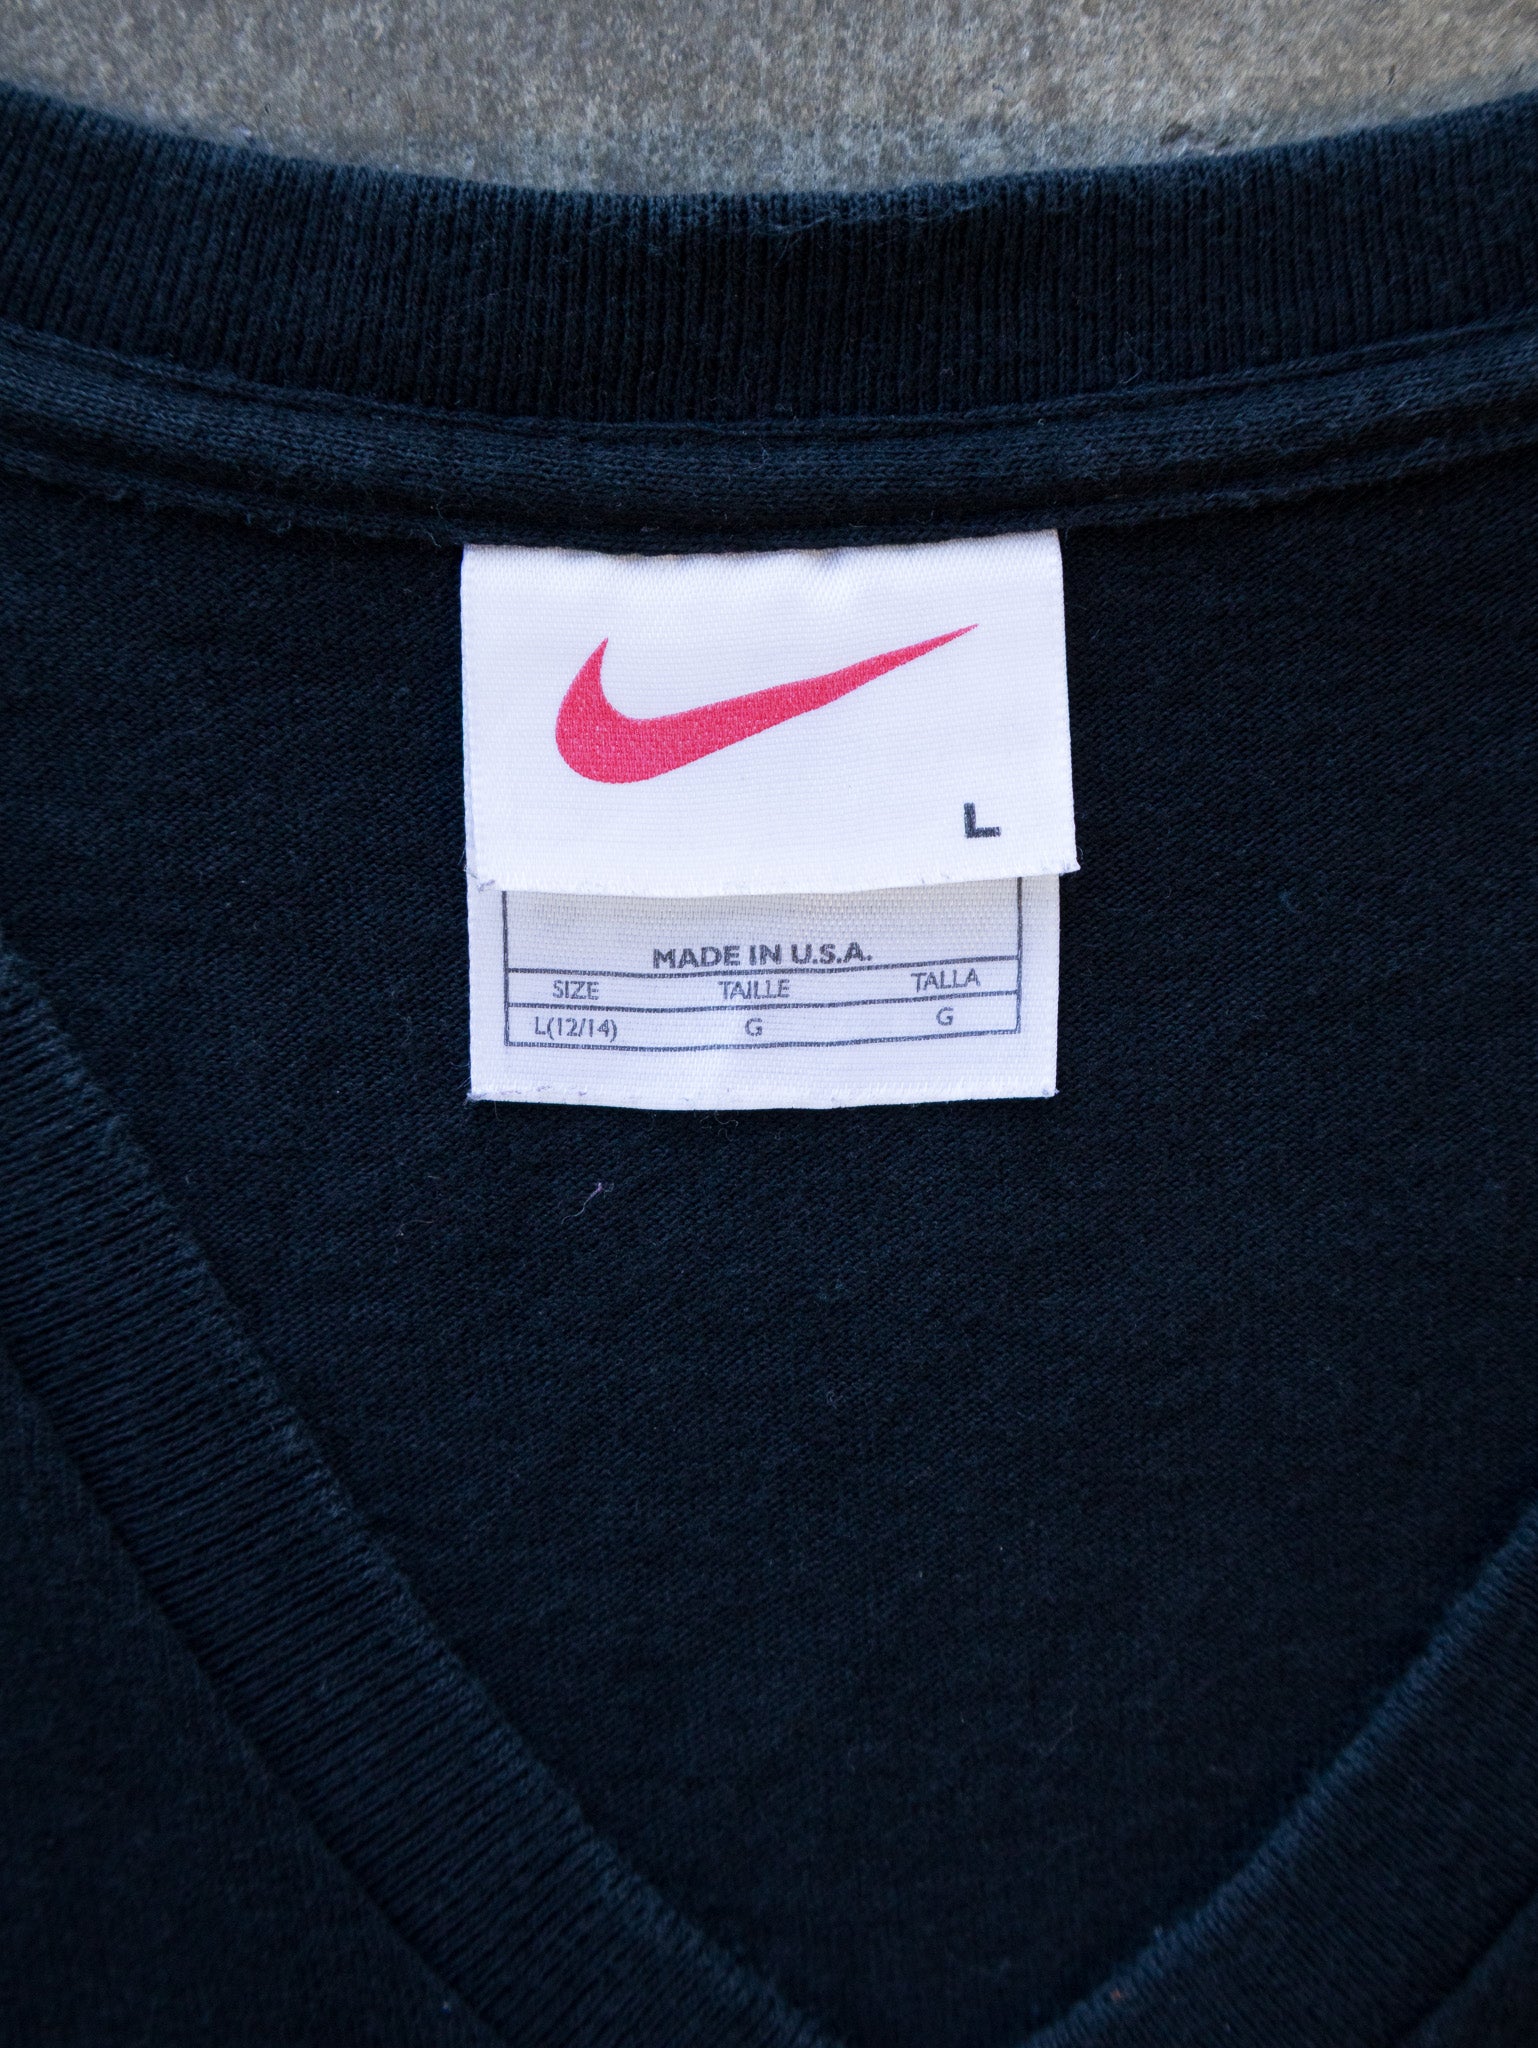 L
MADE IN U.S.A.
SIZE TAILLE TALLA
L(12/14) G G